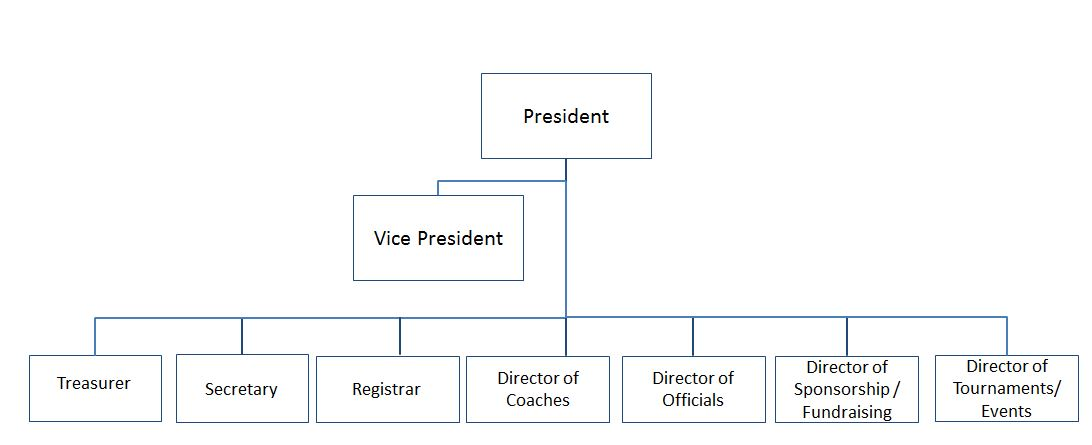 President
Vice President
Treasurer
Secretary
Registrar
Director of
Coaches
Director of
Officials
Director of
Sponsorship /
Fundraising
Director of
Tournaments/
Events